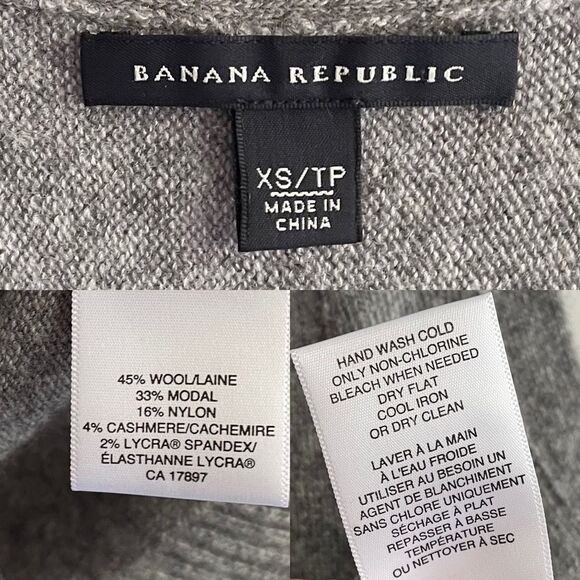 BANANA REPUBLIC
XS/TP
MADE IN
CHINA
45% WOOL/LAINE
33% MODAL
16% NYLON
4% CASHMERE/CACHEMIRE
2% LYCRA® SPANDEX/
ÉLASTHANNE LYCRA®
CA 17897
HAND WASH COLD
ONLY NON-CHLORINE
BLEACH WHEN NEEDED
DRY FLAT
COOL IRON
OR DRY CLEAN
LAVER À LA MAIN
À L'EAU FROIDE
UTILISER AU BESOIN UN
AGENT DE BLANCHIMENT
SANS CHLORE UNIQUEMENT
SÉCHAGE À PLAT
REPASSER À BASSE
TEMPÉRATURE
OU NETTOYER À SEC